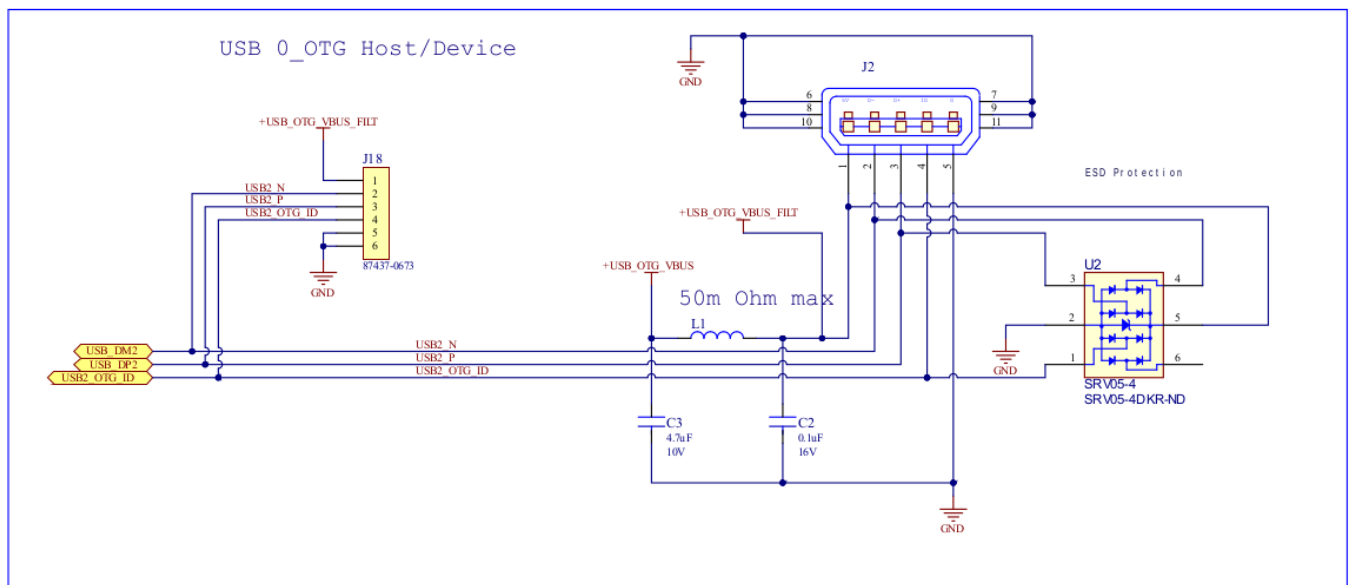 USB 0_OTG Host/Device
GND
J2
5V D- D+ ID G
6
8
10
7
9
11
1 2 3 4 5
+USB_OTG_VBUS_FILT
J18
1
USB2_N 2
USB2_P 3
USB2_OTG_ID 4
5
6
87437-0673
GND
ESD Protection
+USB_OTG_VBUS_FILT
+USB_OTG_VBUS
50m Ohm max
L1
U2
3 4
2 5
1 6
GND
SRV05-4
SRV05-4DKR-ND
USB_DM2 USB2_N
USB_DP2 USB2_P
USB2_OTG_ID USB2_OTG_ID
C3
4.7uF
10V
C2
0.1uF
16V
GND